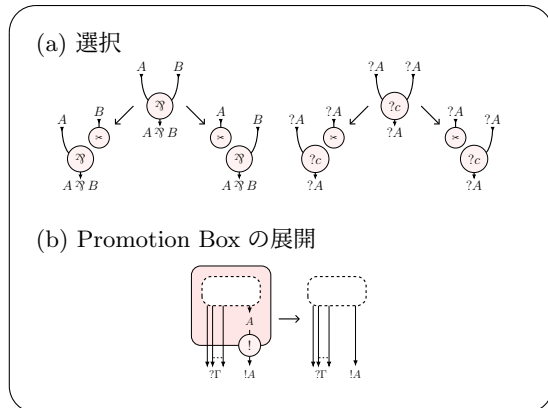 (a) 選択
A B ?A ?A
⅋ ?c
A B A ⅋ B A B ?A ?A ?A ?A ?A
✂ ✂ ✂ ✂
⅋ ⅋ ?c ?c
A ⅋ B A ⅋ B ?A ?A
(b) Promotion Box の展開
A
!
?Γ !A ?Γ !A